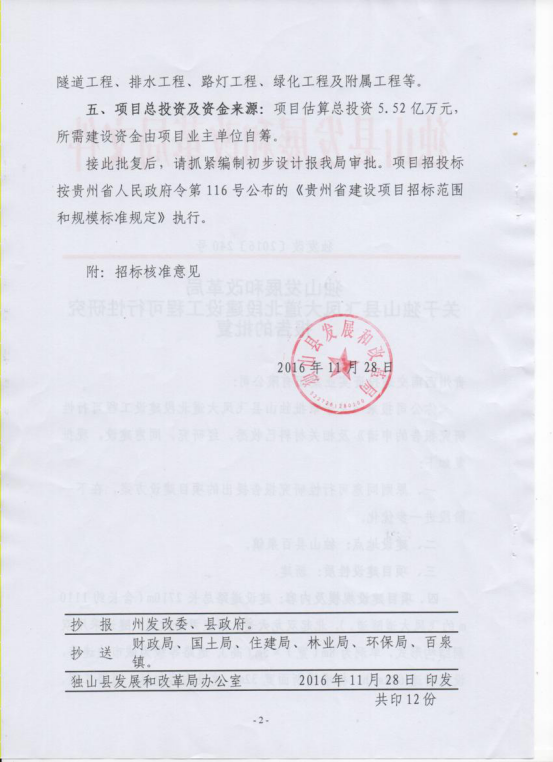 隧道工程、排水工程、路灯工程、绿化工程及附属工程等。
五、项目总投资及资金来源：项目估算总投资 5.52 亿万元，
所需建设资金由项目业主单位自筹。
接此批复后，请抓紧编制初步设计报我局审批。项目招投标
按贵州省人民政府令第 116 号公布的《贵州省建设项目招标范围
和规模标准规定》执行。
附：招标核准意见
独山县发展和改革局
2016 年 11 月 28 日
抄 报 州发改委、县政府。
抄 送 财政局、国土局、住建局、林业局、环保局、百泉
镇。
独山县发展和改革局办公室 2016 年 11 月 28 日 印发
共印 12 份
- 2 -